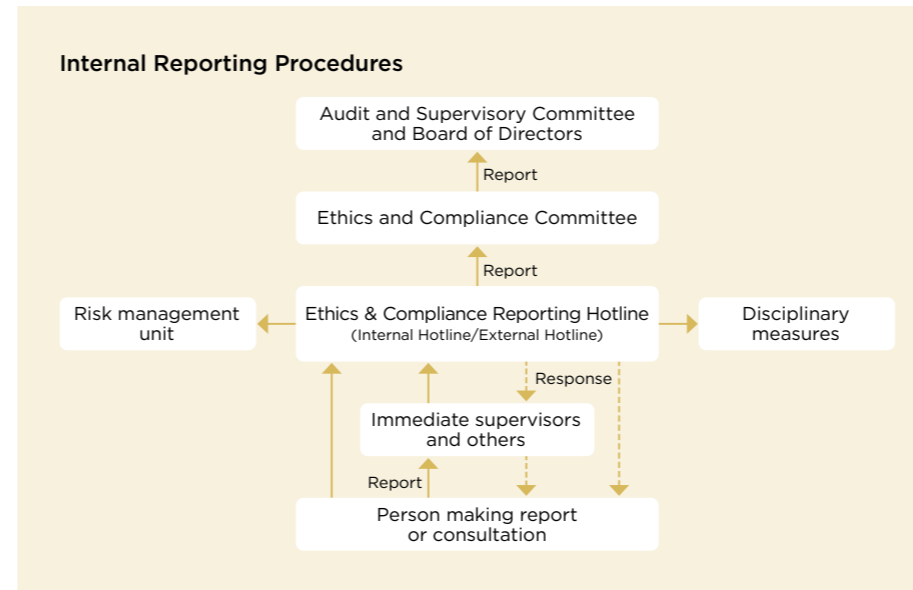 Internal Reporting Procedures
Audit and Supervisory Committee
and Board of Directors
Report
Ethics and Compliance Committee
Report
Risk management
unit
Ethics & Compliance Reporting Hotline
(Internal Hotline/External Hotline)
Disciplinary
measures
Response
Immediate supervisors
and others
Report
Person making report
or consultation